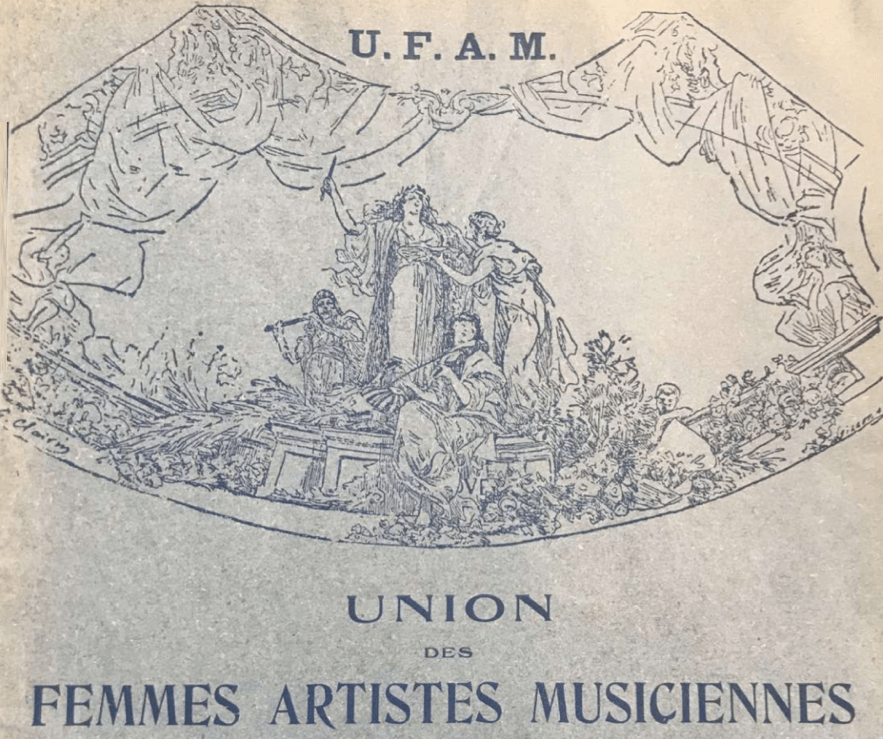 U. F. A. M.
UNION
DES
FEMMES ARTISTES MUSICIENNES